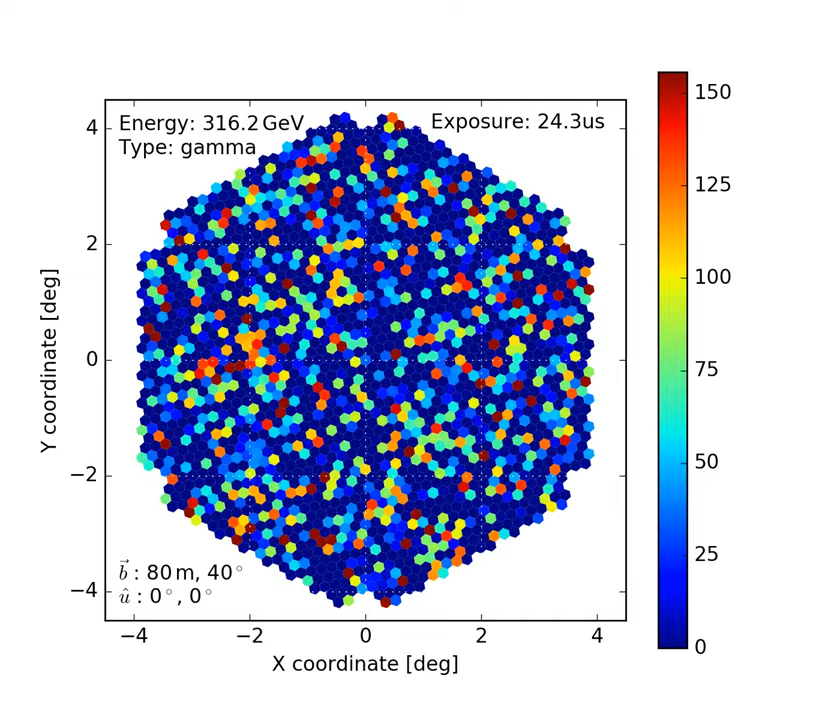 Energy: 316.2 GeV
Exposure: 24.3us
Type: gamma
b⃗ : 80 m, 40°
û : 0°, 0°
4
2
0
−2
−4
Y coordinate [deg]
−4 −2 0 2 4
X coordinate [deg]
150
125
100
75
50
25
0